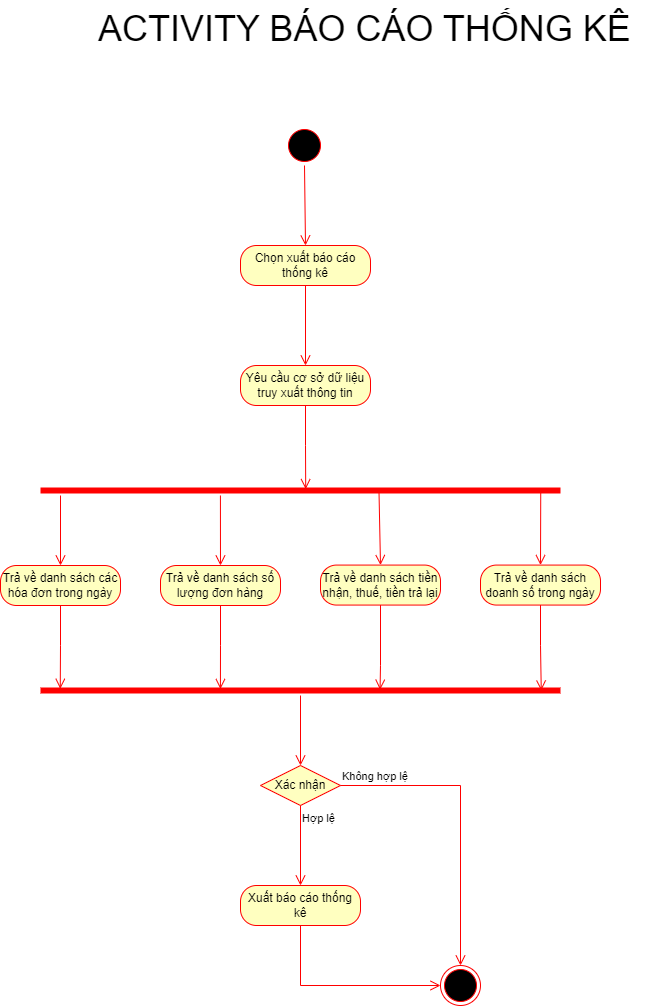 ACTIVITY BÁO CÁO THỐNG KÊ
Chọn xuất báo cáo
thống kê
Yêu cầu cơ sở dữ liệu
truy xuất thông tin
Trả về danh sách các
hóa đơn trong ngày
Trả về danh sách số
lượng đơn hàng
Trả về danh sách tiền
nhận, thuế, tiền trả lại
Trả về danh sách
doanh số trong ngày
Xác nhận
Không hợp lệ
Hợp lệ
Xuất báo cáo thống
kê